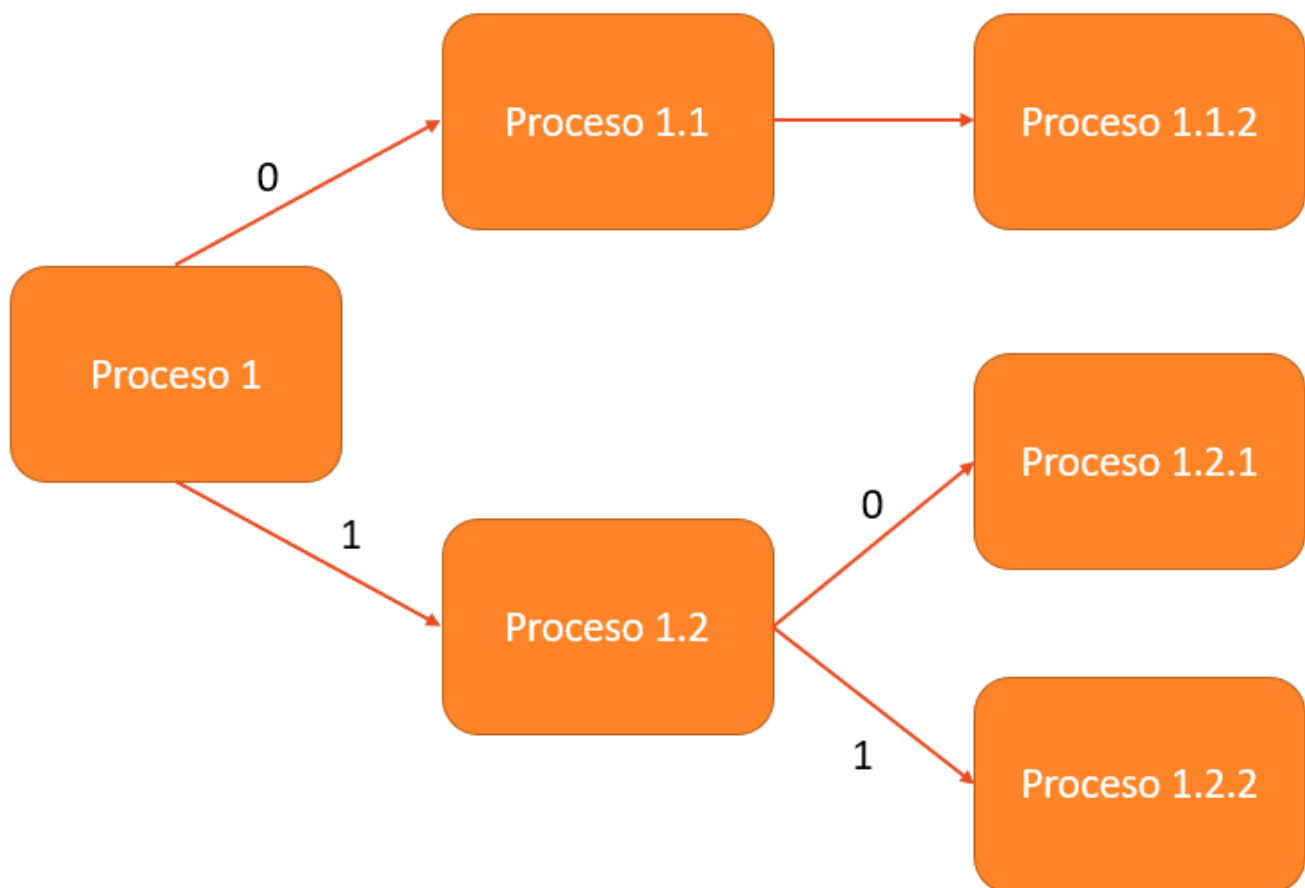 Proceso 1.1
Proceso 1.1.2
0
Proceso 1
Proceso 1.2.1
0
1
Proceso 1.2
1
Proceso 1.2.2